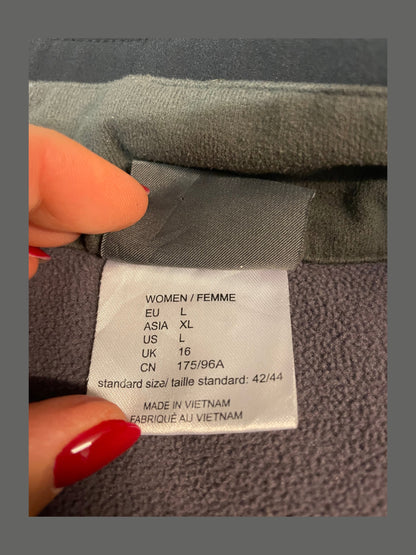 WOMEN / FEMME
EU L
ASIA XL
US L
UK 16
CN 175/96A
standard size/ taille standard: 42/44
MADE IN VIETNAM
FABRIQUÉ AU VIETNAM